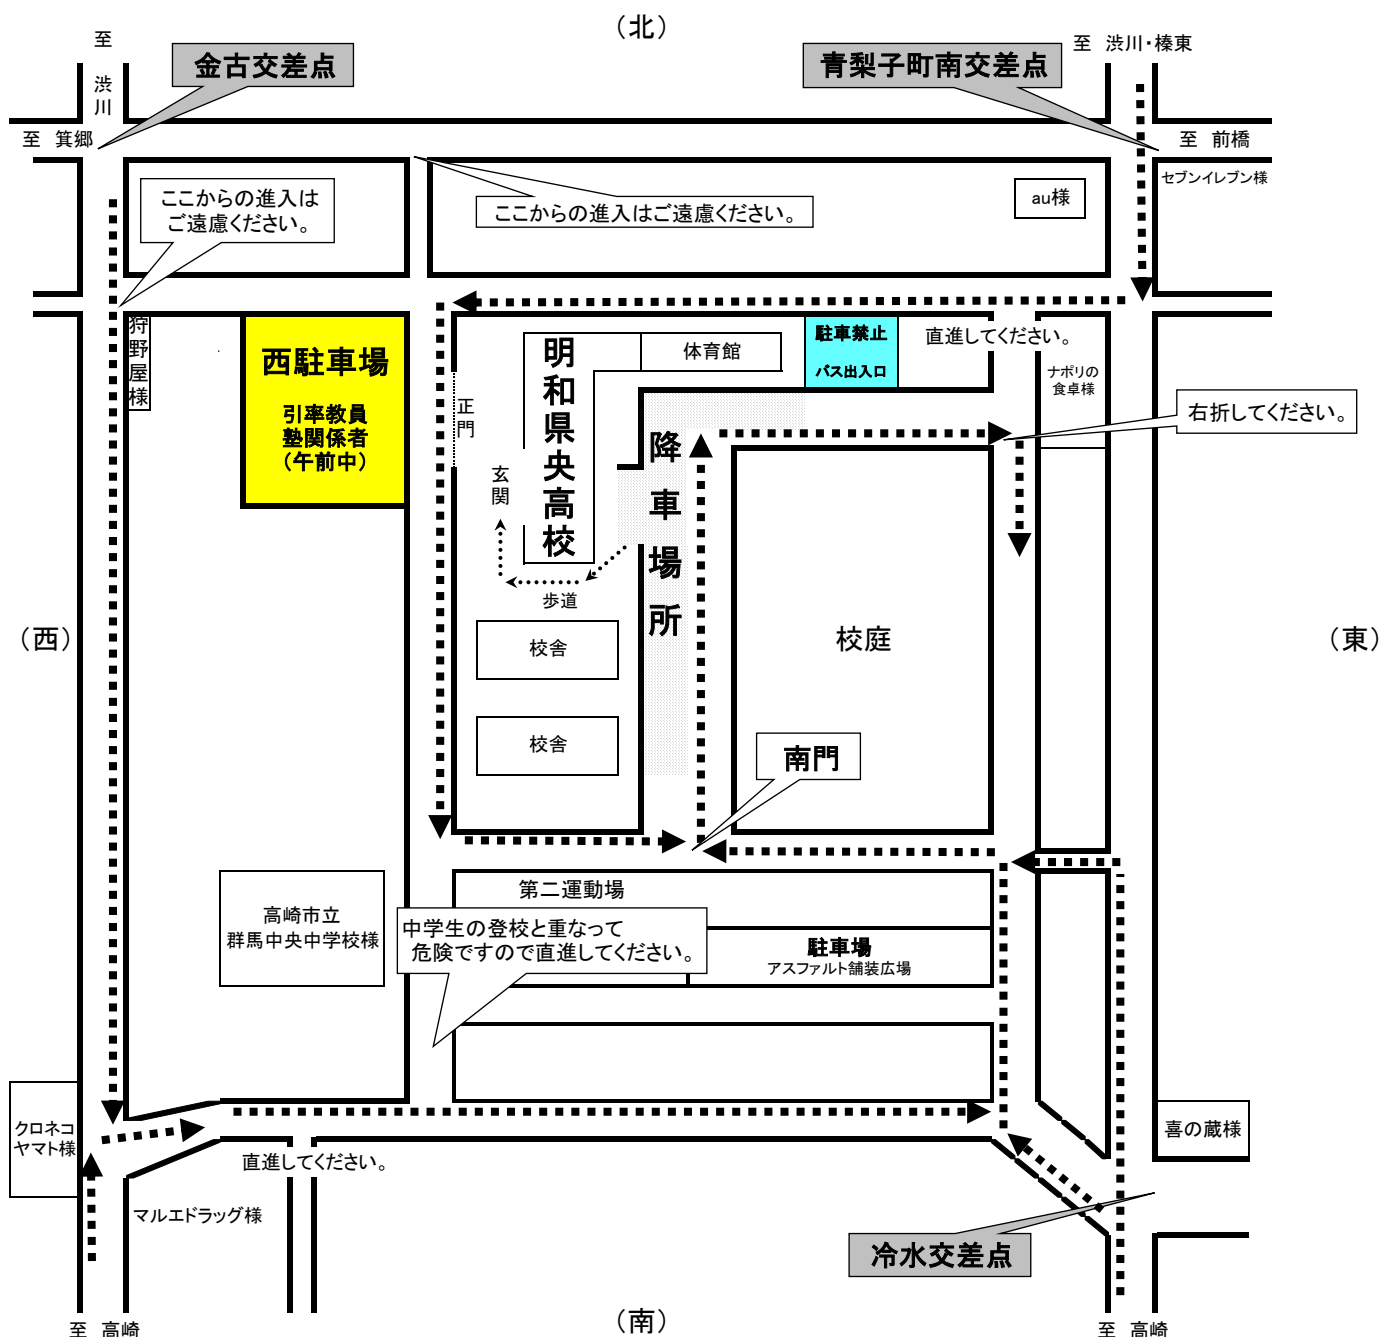 (北)
至
渋
川
金古交差点
青梨子町南交差点
至 渋川・榛東
至 箕郷
至 前橋
セブンイレブン様
ここからの進入は
ご遠慮ください。
ここからの進入はご遠慮ください。
au様
狩
野
屋
様
西駐車場
引率教員
塾関係者
(午前中)
正
門
明
和
県
央
高
校
体育館
駐車禁止
バス出入口
直進してください。
ナポリの
食卓様
右折してください。
玄
関
降
車
場
所
歩道
(西)
校舎
校庭
(東)
校舎
南門
高崎市立
群馬中央中学校様
第二運動場
中学生の登校と重なって
危険ですので直進してください。
駐車場
アスファルト舗装広場
クロネコ
ヤマト様
喜の蔵様
直進してください。
マルエドラッグ様
冷水交差点
至 高崎
(南)
至 高崎